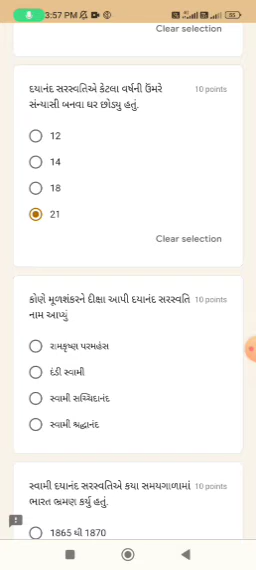 3:57 PM
85
Clear selection
દયાનંદ સરસ્વતિએ કેટલા વર્ષની ઉંમરે 10 points
સંન્યાસી બનવા ઘર છોડ્યુ હતું.
12
14
18
21
Clear selection
કોણે મૂળશંકરને દીક્ષા આપી દયાનંદ સરસ્વતિ 10 points
નામ આપ્યું
રામકૃષ્ણ પરમહંસ
દંડી સ્વામી
સ્વામી સચ્ચિદાનંદ
સ્વામી શ્રદ્ધાનંદ
સ્વામી દયાનંદ સરસ્વતિએ કયા સમયગાળામાં 10 points
ભારત ભ્રમણ કર્યુ હતું.
1865 થી 1870